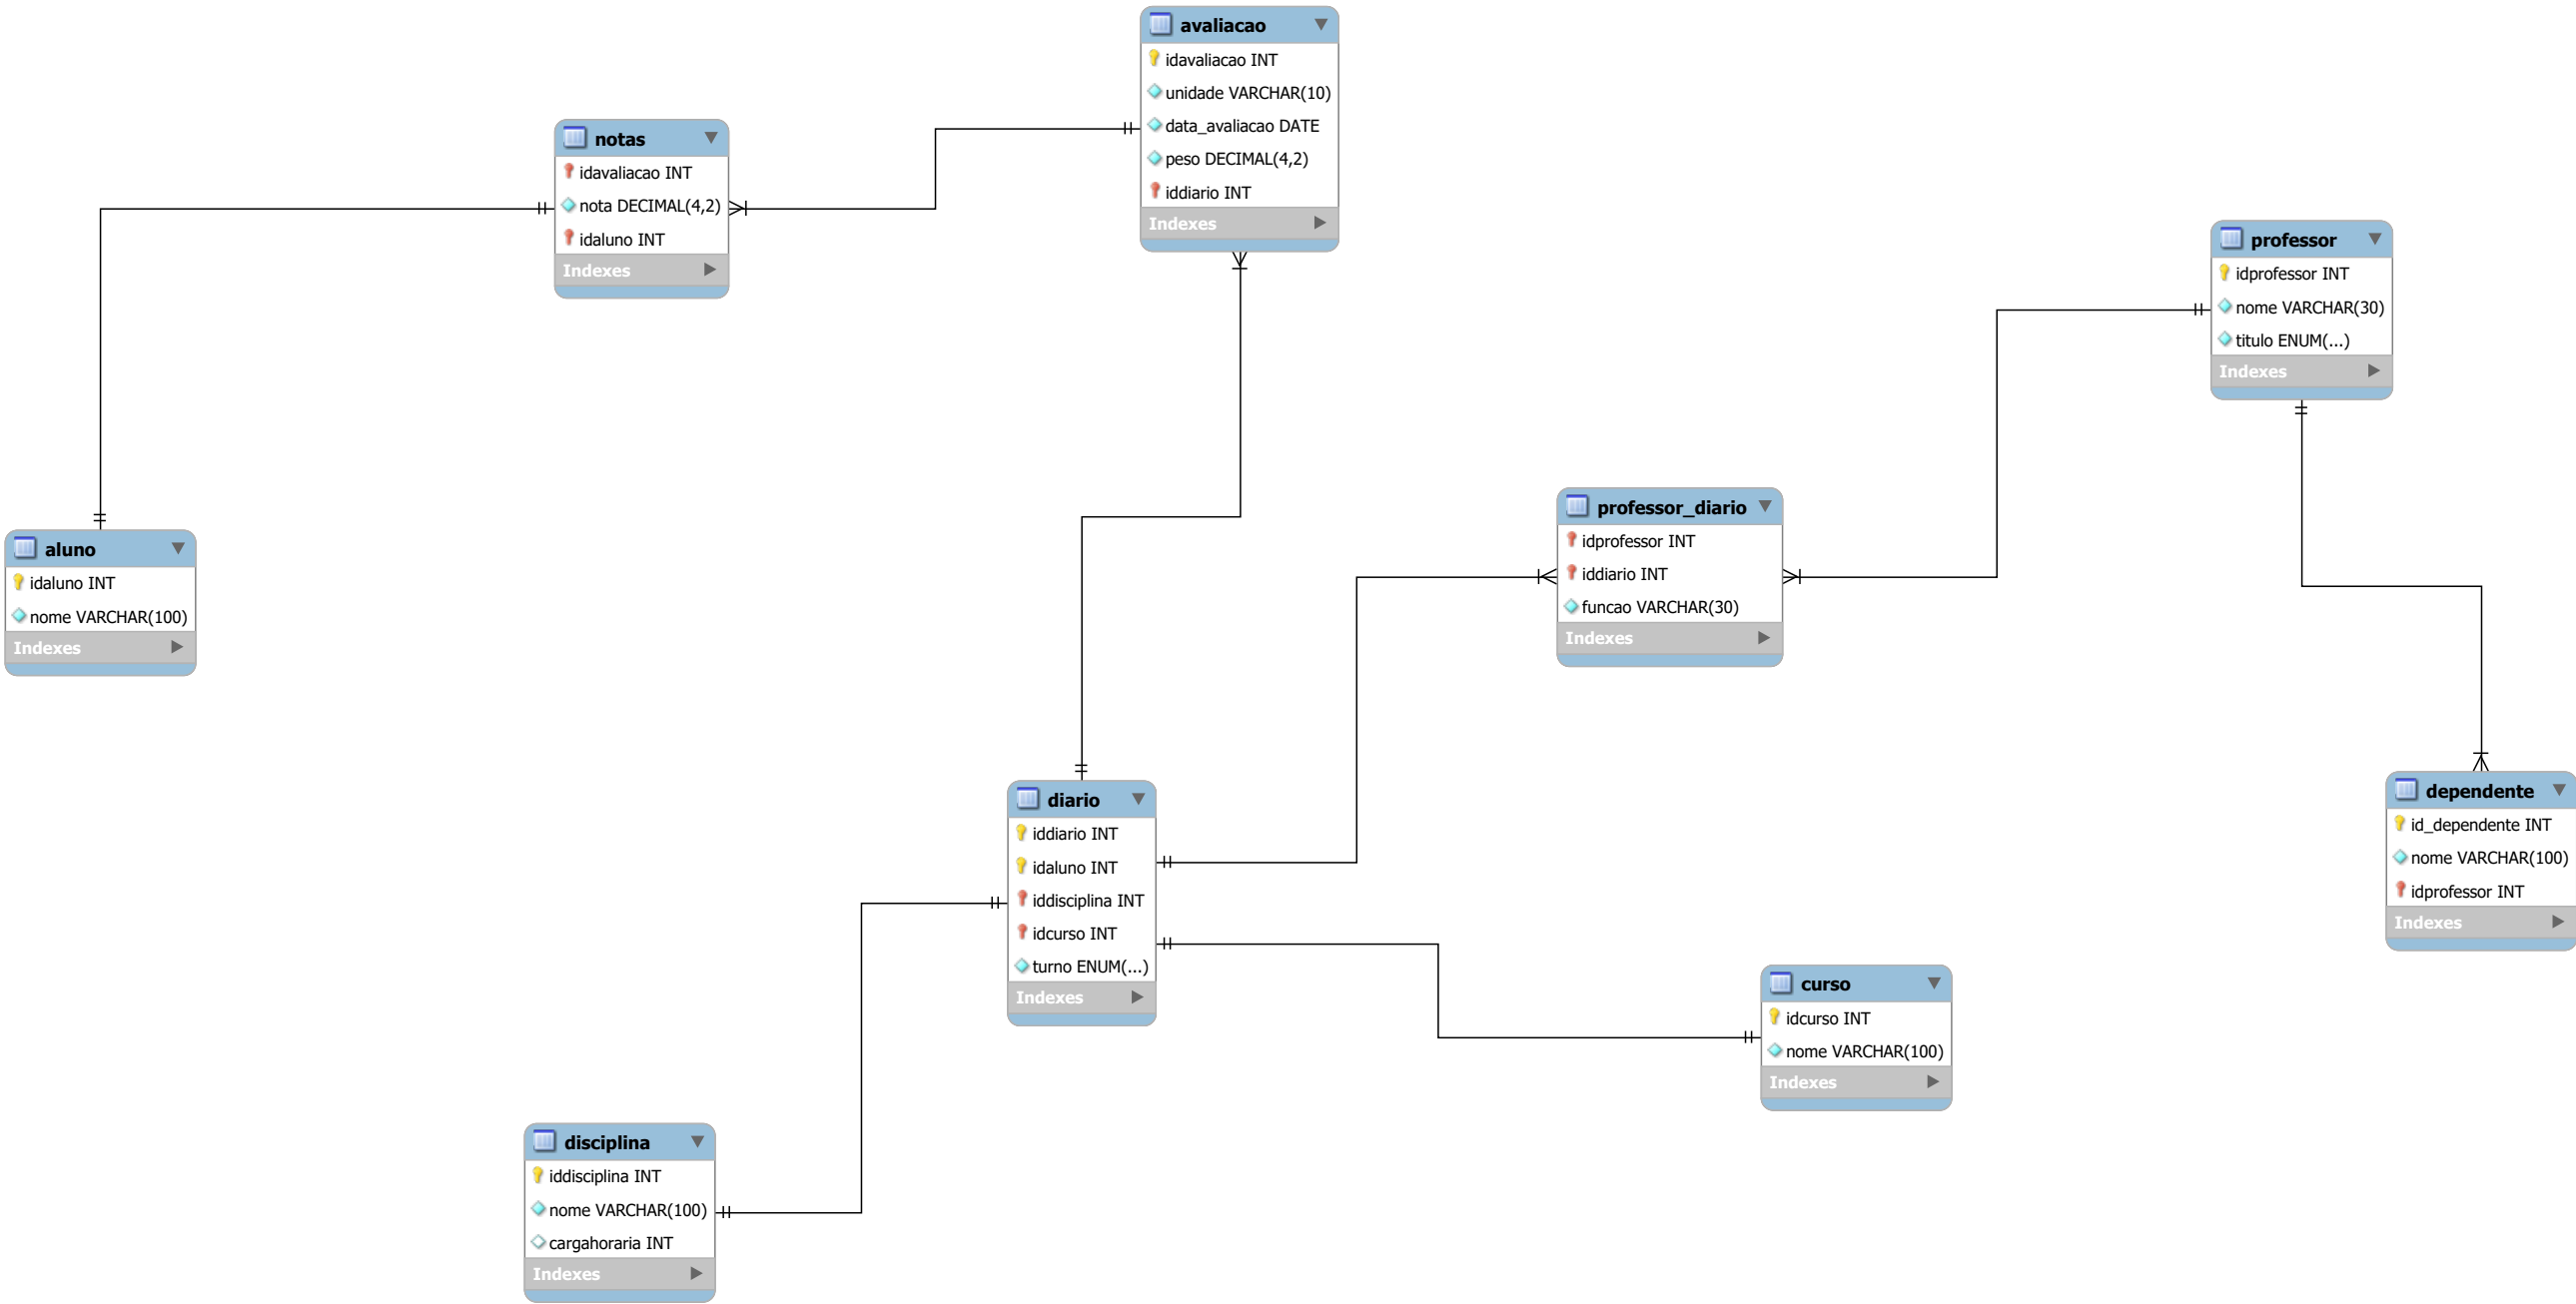 avaliacao
idavaliacao INT
unidade VARCHAR(10)
data_avaliacao DATE
peso DECIMAL(4,2)
iddiario INT
Indexes
notas
idavaliacao INT
nota DECIMAL(4,2)
idaluno INT
Indexes
professor
idprofessor INT
nome VARCHAR(30)
titulo ENUM(...)
Indexes
professor_diario
idprofessor INT
iddiario INT
funcao VARCHAR(30)
Indexes
aluno
idaluno INT
nome VARCHAR(100)
Indexes
diario
iddiario INT
idaluno INT
iddisciplina INT
idcurso INT
turno ENUM(...)
Indexes
dependente
id_dependente INT
nome VARCHAR(100)
idprofessor INT
Indexes
curso
idcurso INT
nome VARCHAR(100)
Indexes
disciplina
iddisciplina INT
nome VARCHAR(100)
cargahoraria INT
Indexes